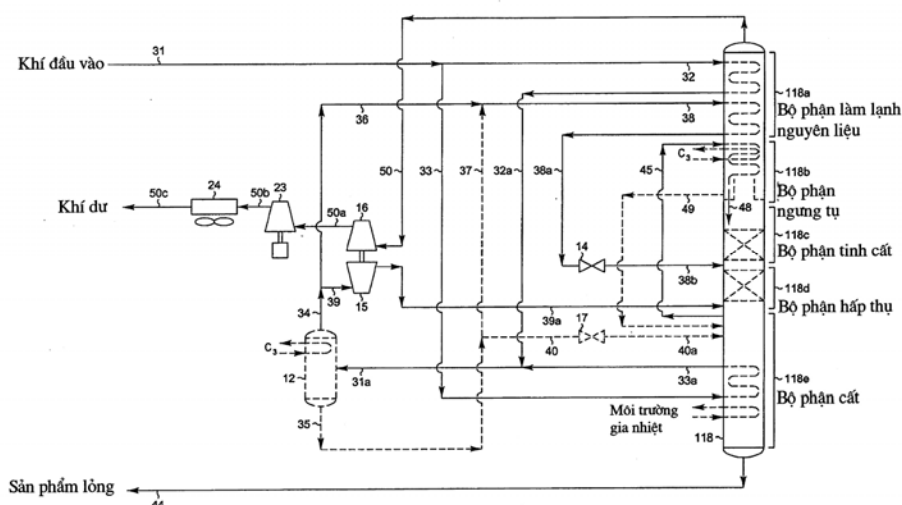 31
Khí đầu vào
32
118a
Bộ phận làm lạnh
nguyên liệu
36
38
37
32a
38a
45
C3
118b
50
33
49
48
Bộ phận
ngưng tụ
50c
24
50b
23
50a
16
Khí dư
118c
Bộ phận tinh cất
14
38b
118d
Bộ phận hấp thụ
34
39
15
39a
17
40
40a
C3
12
31a
33a
118e
Bộ phận cất
35
Môi trường
gia nhiệt
118
Sản phẩm lỏng